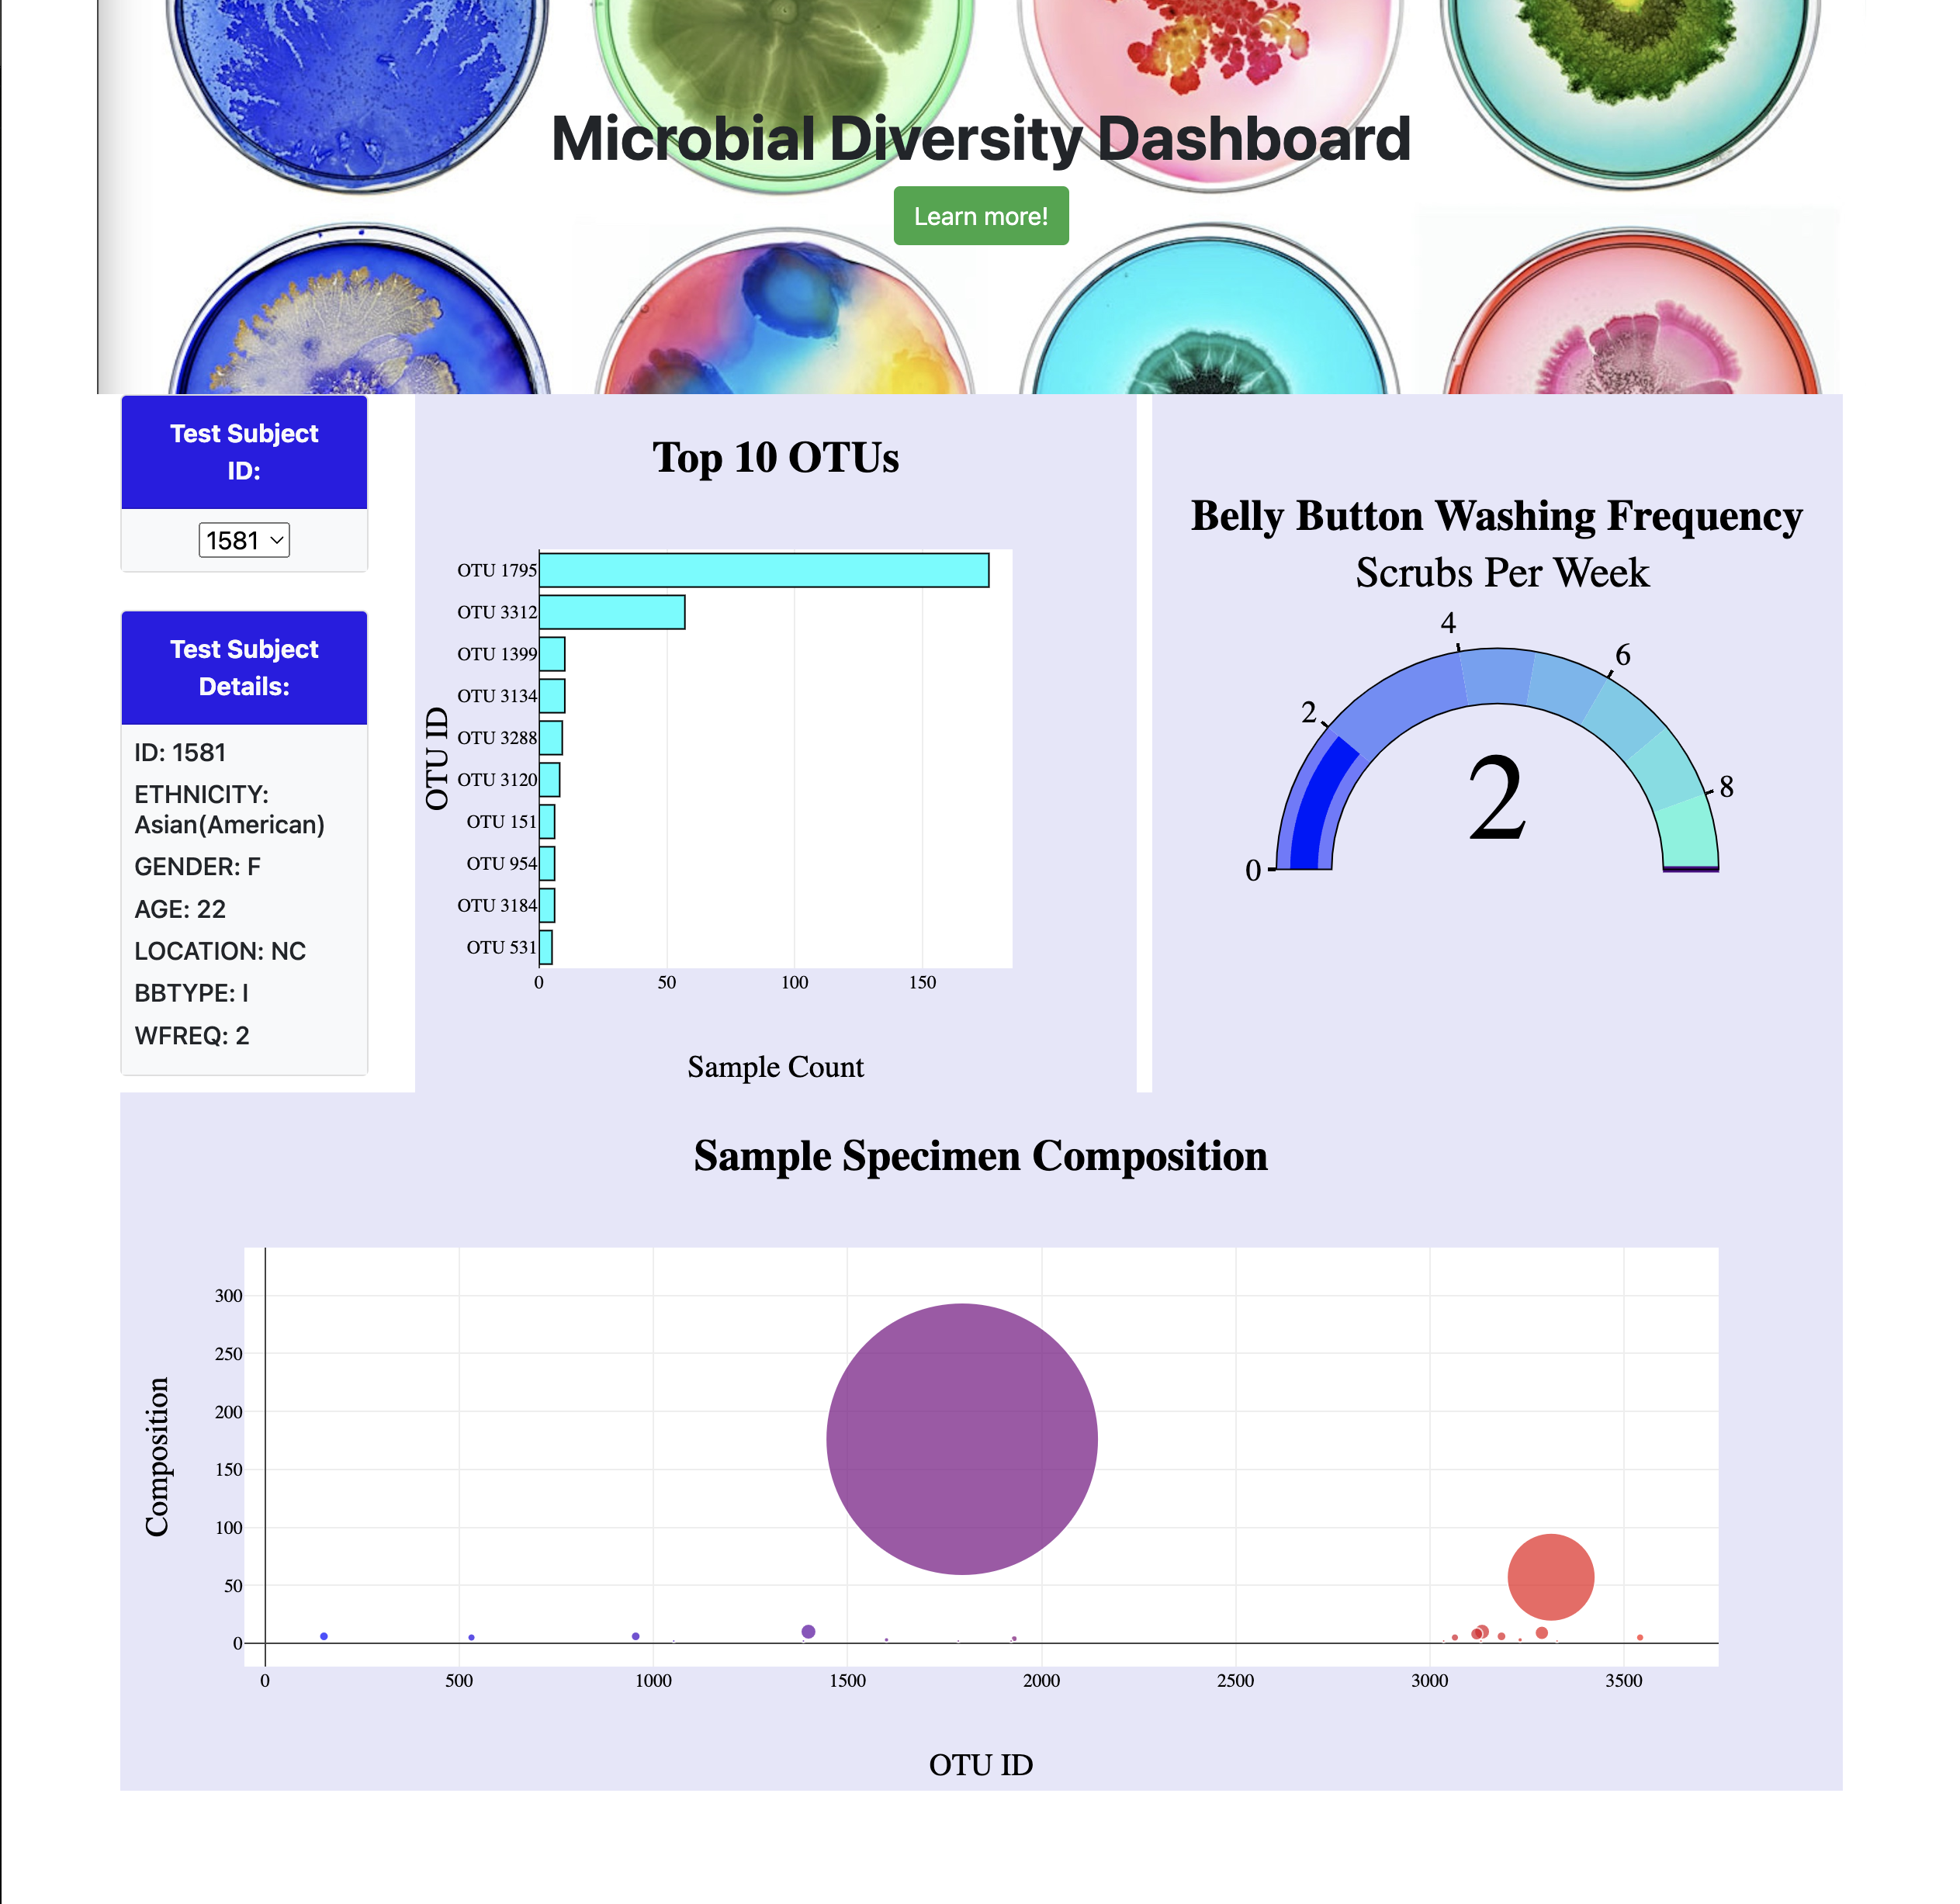 Microbial Diversity Dashboard
Learn more!
Test Subject
ID:
1581
Test Subject
Details:
ID: 1581
ETHNICITY:
Asian(American)
GENDER: F
AGE: 22
LOCATION: NC
BBTYPE: I
WFREQ: 2
Top 10 OTUs
OTU ID
OTU 1795
OTU 3312
OTU 1399
OTU 3134
OTU 3288
OTU 3120
OTU 151
OTU 954
OTU 3184
OTU 531
0 50 100 150
Sample Count
Belly Button Washing Frequency
Scrubs Per Week
0
2
4
6
8
2
Sample Specimen Composition
Composition
300
250
200
150
100
50
0
0 500 1000 1500 2000 2500 3000 3500
OTU ID